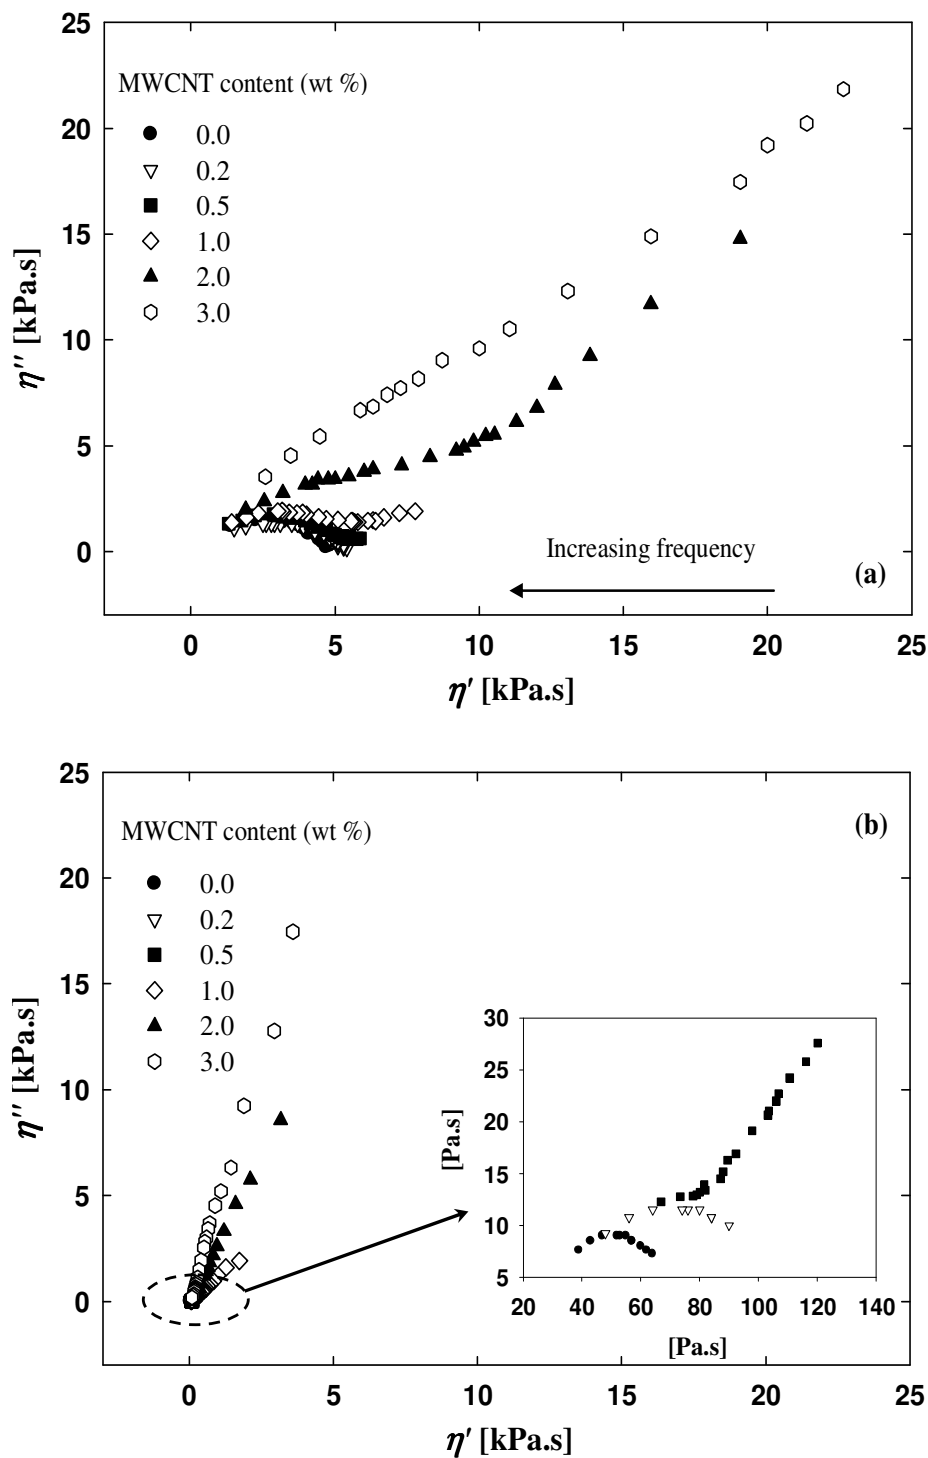 25
MWCNT content (wt %)
0.0
20
0.2
0.5
1.0
15
2.0
3.0
η'' [kPa.s]
10
5
Increasing frequency
0
(a)
0 5 10 15 20 25
η' [kPa.s]
25
MWCNT content (wt %)
(b)
0.0
20
0.2
0.5
1.0
15
2.0
3.0
η'' [kPa.s]
10
5
0
30
25
20
15
10
5
[Pa.s]
20 40 60 80 100 120 140
[Pa.s]
0 5 10 15 20 25
η' [kPa.s]